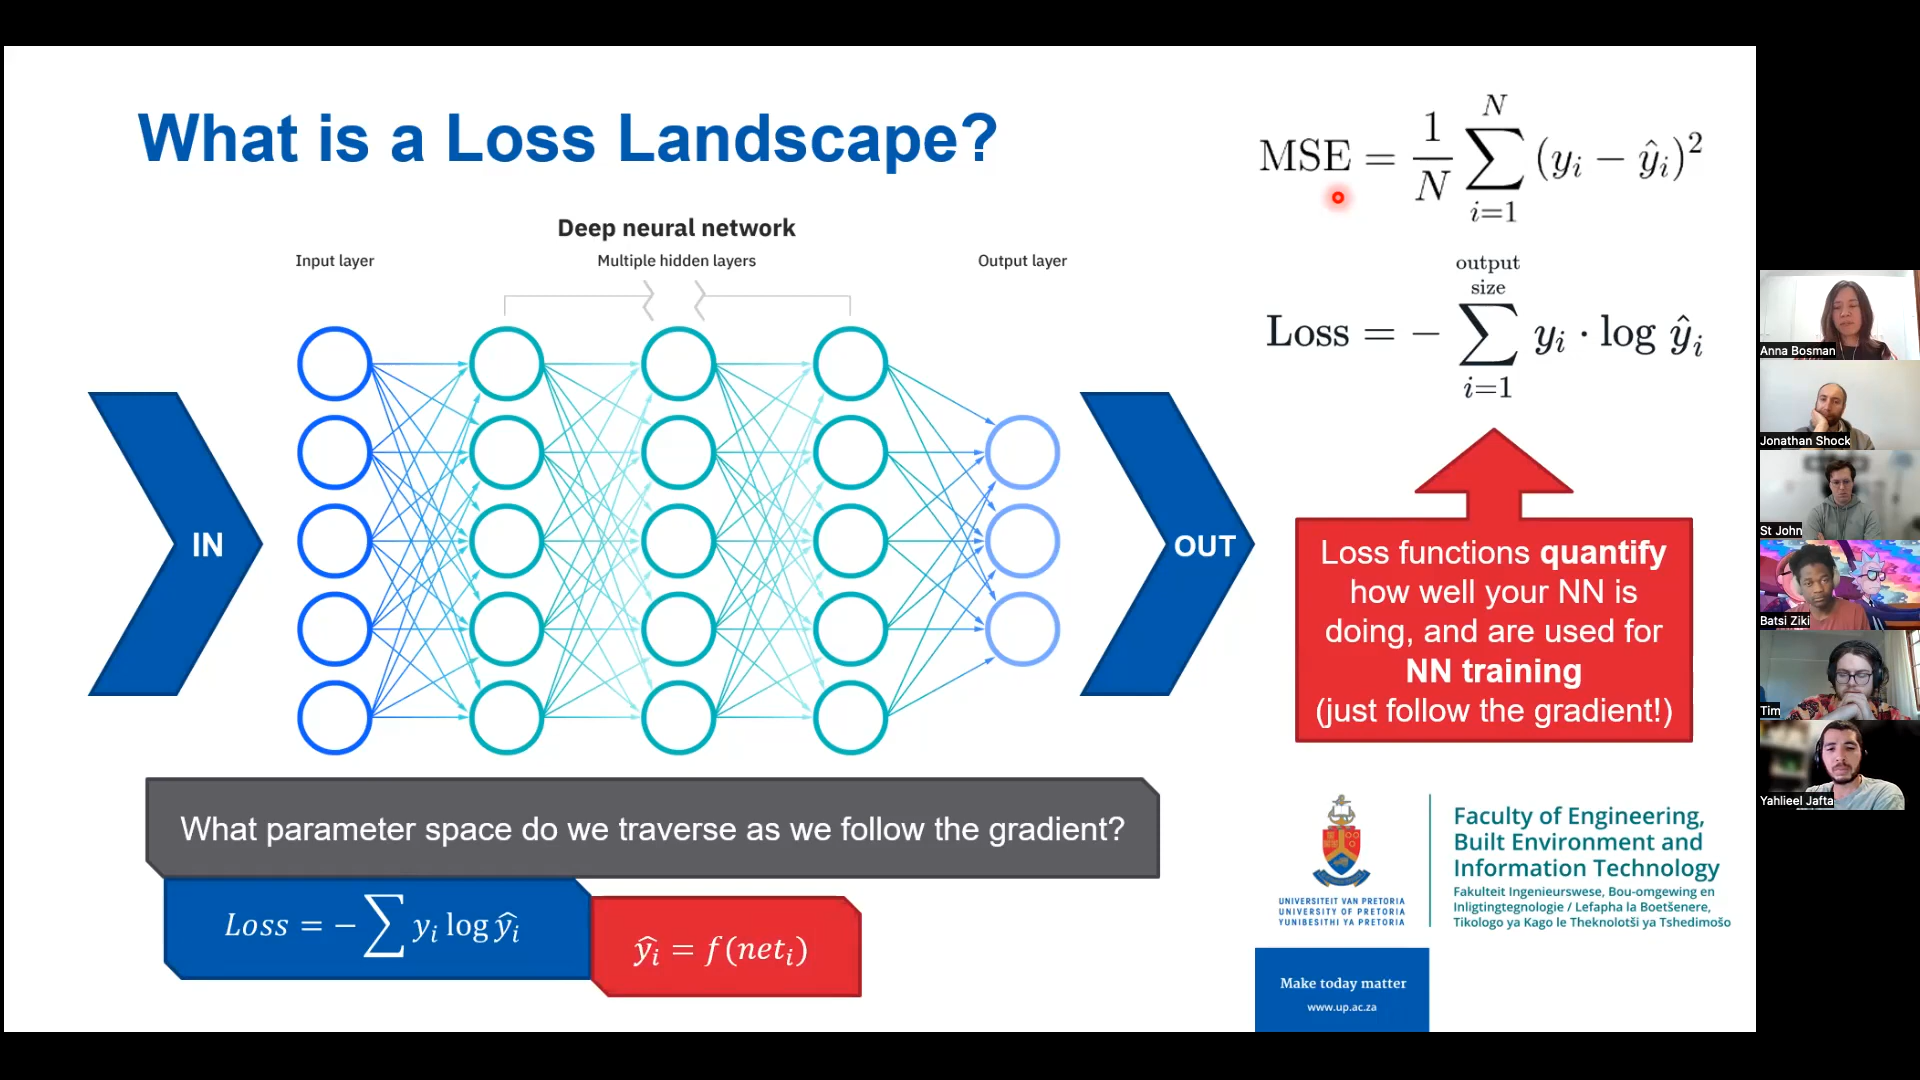 What is a Loss Landscape?
Deep neural network
Input layer
Multiple hidden layers
Output layer
IN
OUT
MSE = \frac{1}{N} \sum_{i=1}^{N} (y_i - \hat{y}_i)^2
Loss = - \sum_{i=1}^{output size} y_i · log ŷ_i
Loss functions quantify
how well your NN is
doing, and are used for
NN training
(just follow the gradient!)
What parameter space do we traverse as we follow the gradient?
Loss = - ∑ y_i log ŷ_i
ŷ_i = f(net_i)
UNIVERSITEIT VAN PRETORIA
UNIVERSITY OF PRETORIA
YUNIBESITHI YA PRETORIA
Faculty of Engineering,
Built Environment and
Information Technology
Fakulteit Ingenieurswese, Bou-omgewing en
Inligtingtegnologie / Lefapha la Boetšenere,
Tikologo ya Kago le Theknolotši ya Tshedimošo
Make today matter
www.up.ac.za
Anna Bosman
Jonathan Shock
St John
Batsi Ziki
Tim
Yahlieel Jafta